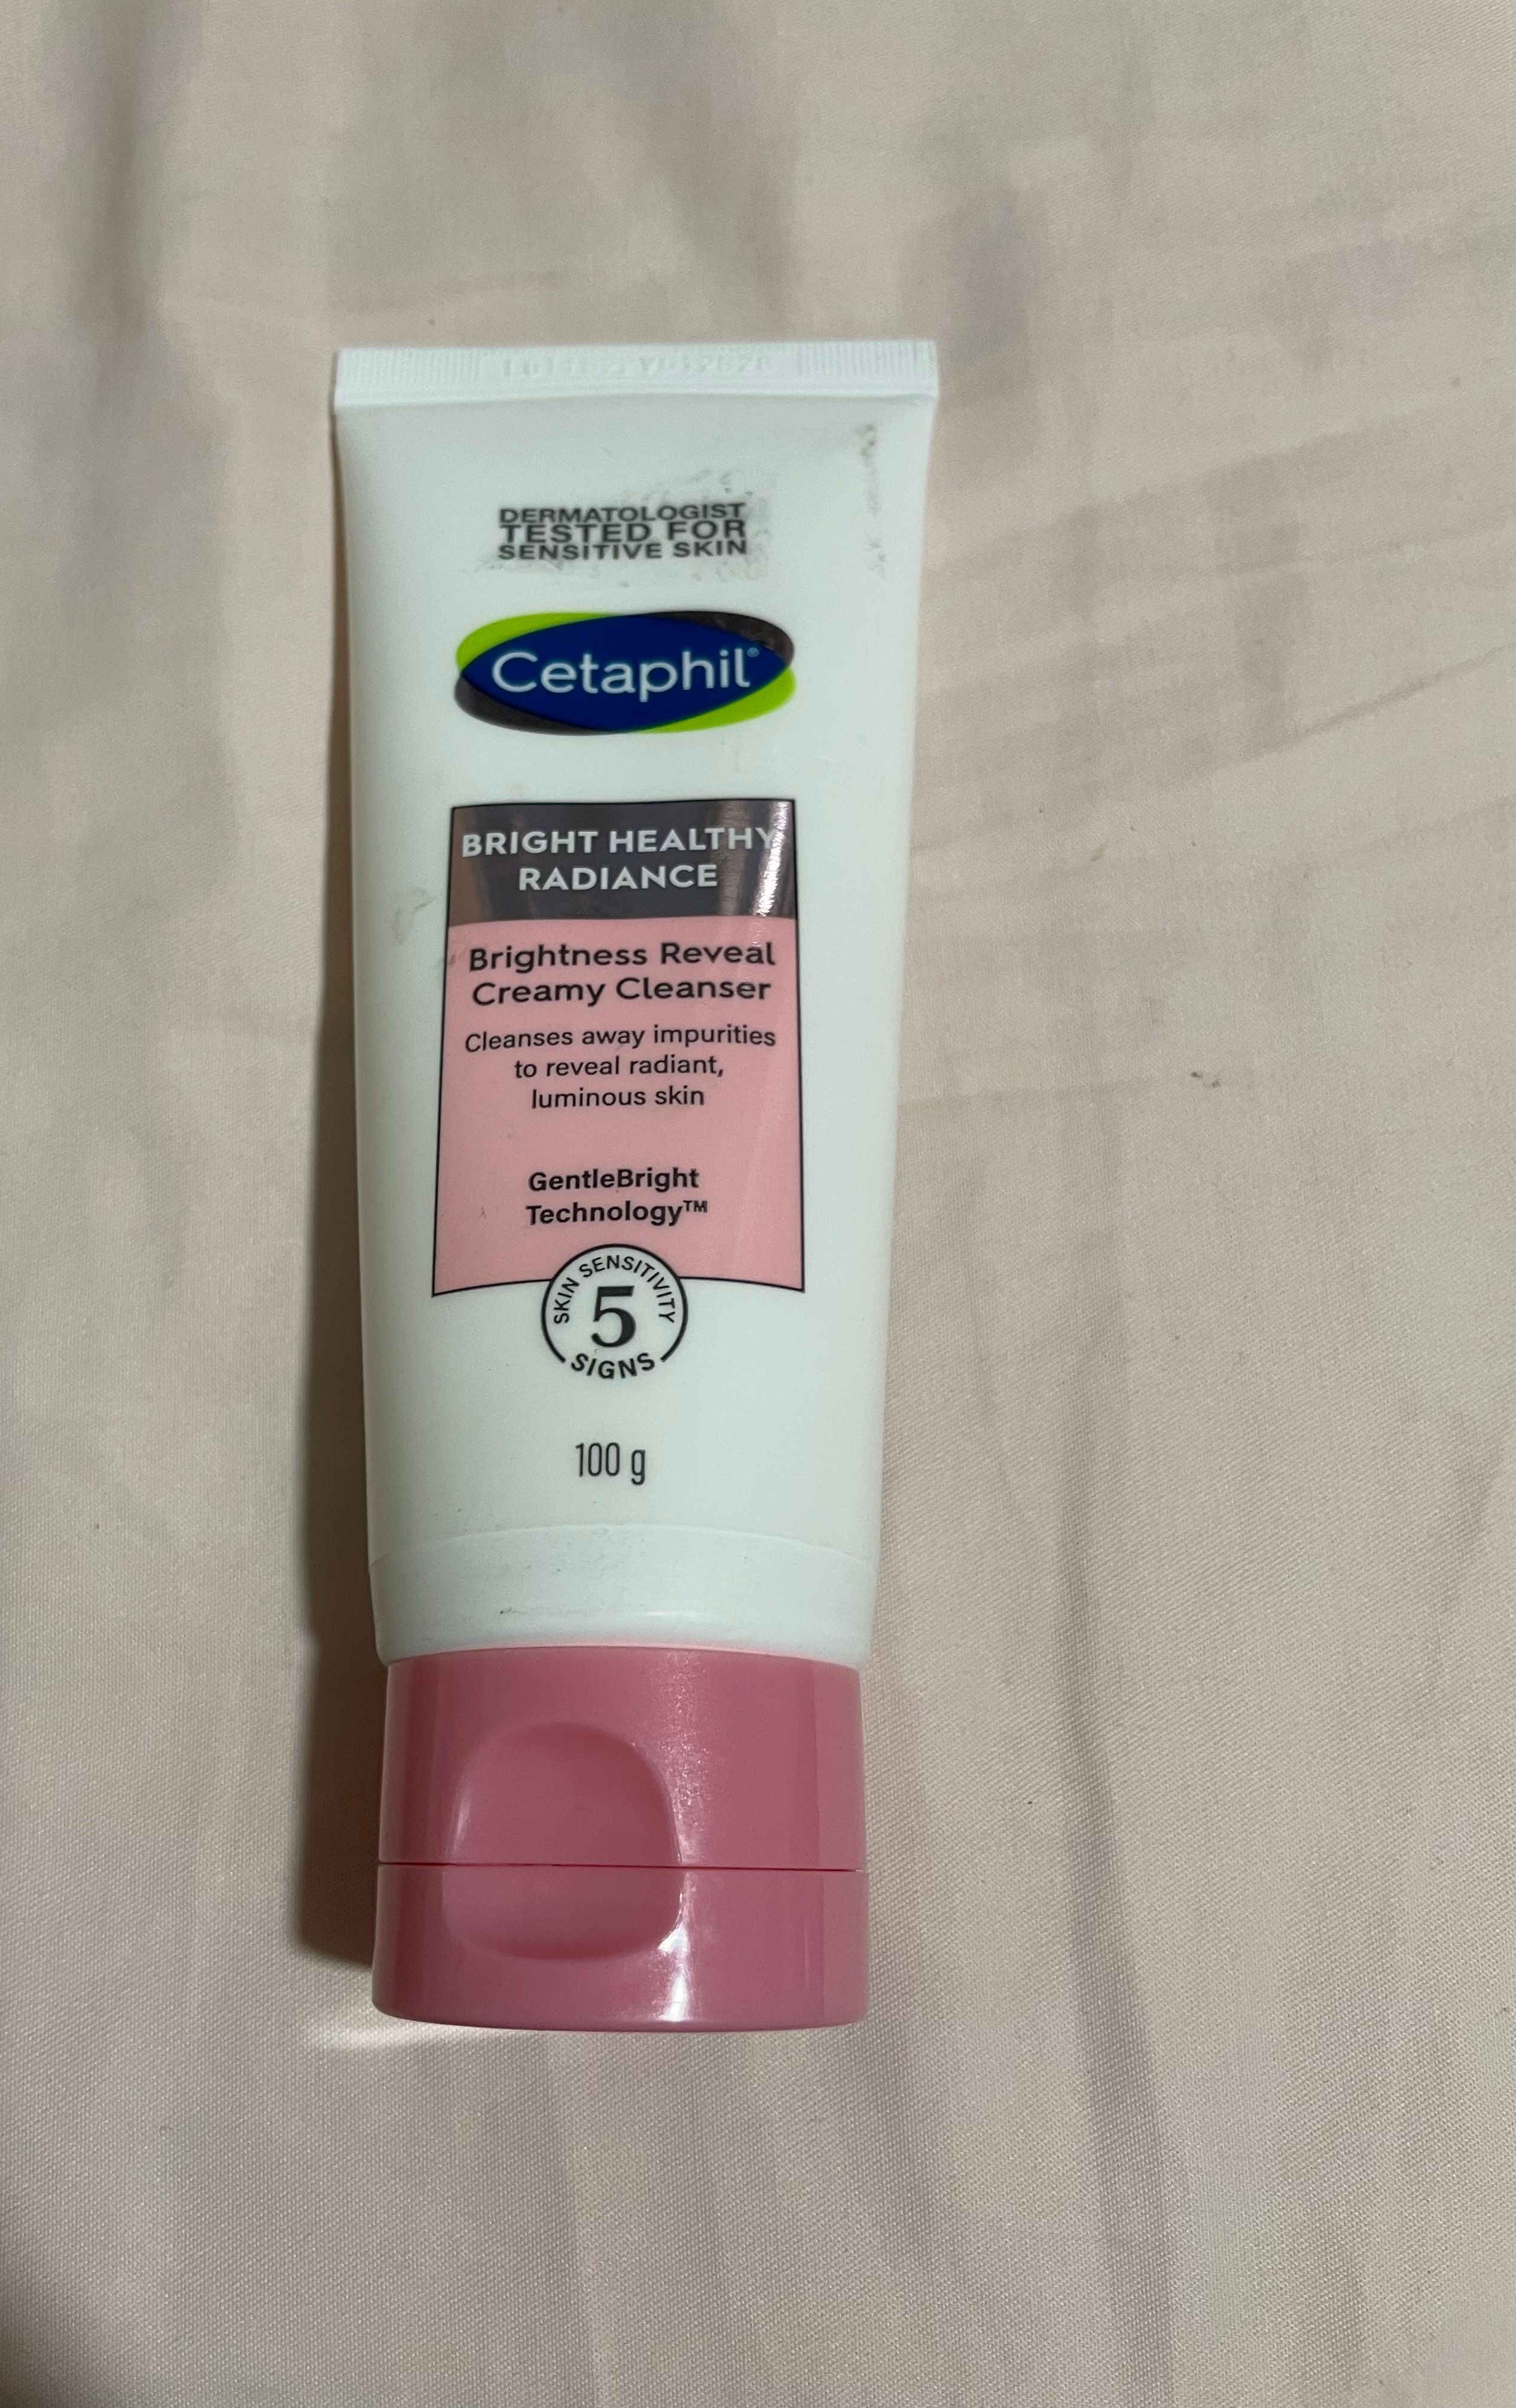 DERMATOLOGIST
TESTED FOR
SENSITIVE SKIN
Cetaphil®
BRIGHT HEALTHY
RADIANCE
Brightness Reveal
Creamy Cleanser
Cleanses away impurities
to reveal radiant,
luminous skin
GentleBright
Technology™
SKIN SENSITIVITY
5
SIGNS
100 g